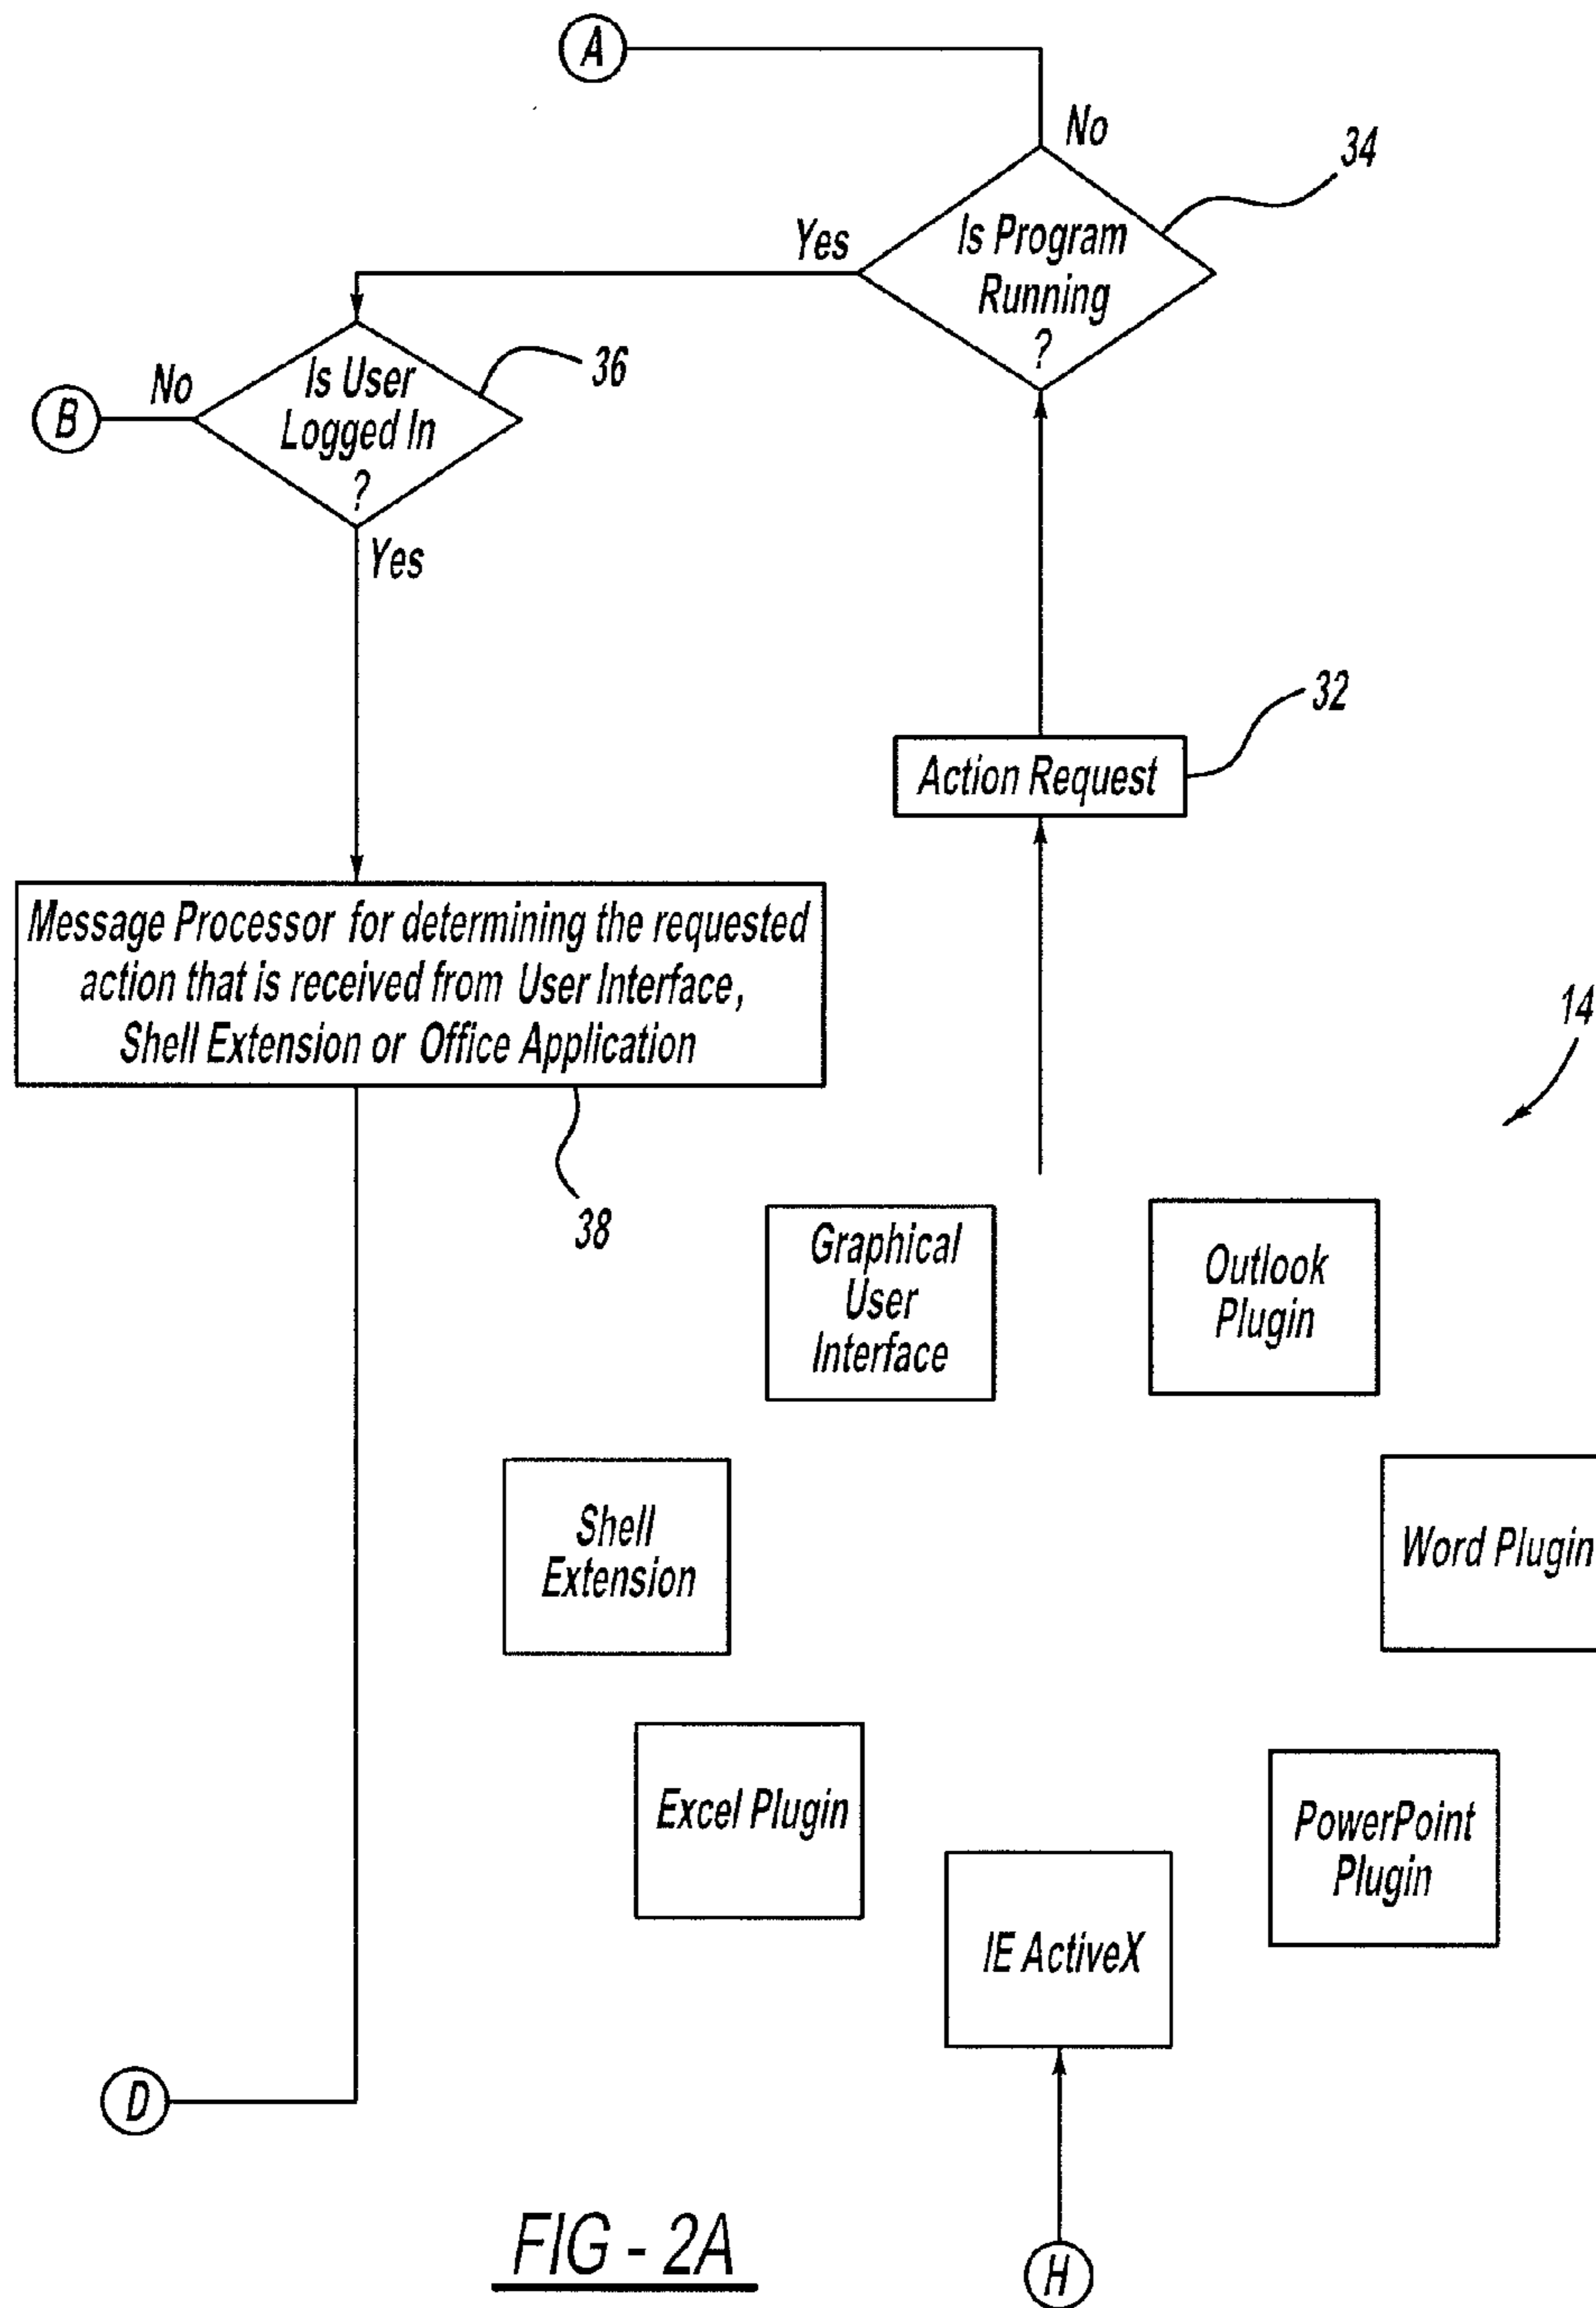 A
No
34
Yes
Is Program
Running
?
No
Is User
Logged In
?
36
B
Yes
32
Action Request
Message Processor for determining the requested
action that is received from User Interface,
Shell Extension or Office Application
38
14
Graphical
User
Interface
Outlook
Plugin
Shell
Extension
Word Plugin
Excel Plugin
PowerPoint
Plugin
IE ActiveX
D
H
FIG - 2A